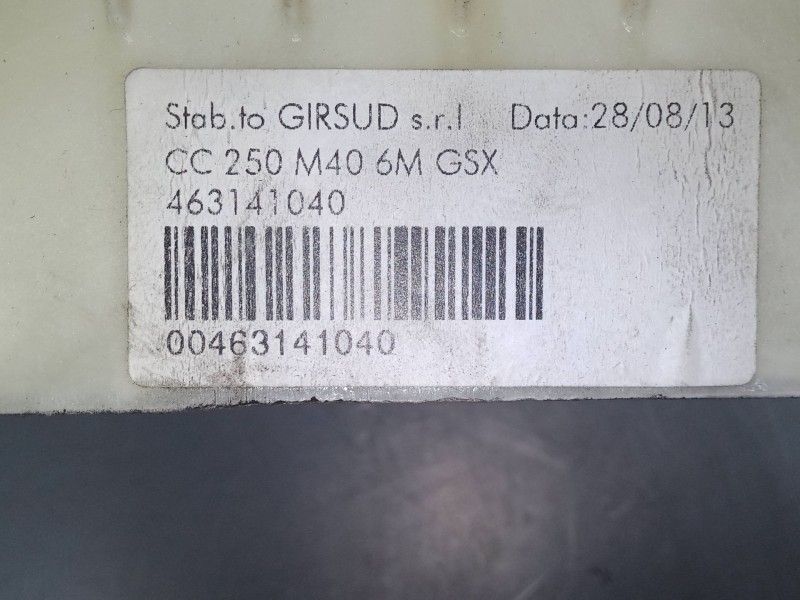 Stab.to GIRSUD s.r.l Data:28/08/13
CC 250 M40 6M GSX
463141040
00463141040